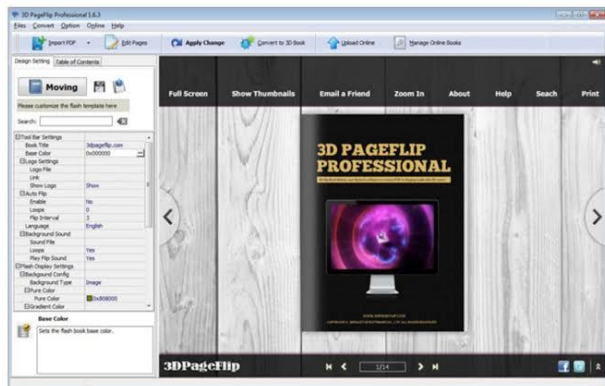 3D PageFlip Professional 1.6.3
Files Convert Option Online Help
Import PDF Edit Pages Apply Change Convert to 3D Book Upload Online Manage Online Books
Design Setting Table of Contents
Moving
Please customize the flash template here
Search:
Tool Bar Settings
Book Title 3dpageflip.com
Base Color 0x000000
Logo Settings
Logo File
Link
Show Logo Show
Auto Flip
Enable No
Loops 0
Flip Interval 3
Language English
Background Sound
Sound File
Loops Yes
Play Flip Sound Yes
Flash Display Settings
Background Config
Background Type Image
Pure Color
Pure Color 0x808000
Gradient Color
Base Color
Sets the flash book base color.
Full Screen Show Thumbnails Email a Friend Zoom In About Help Seach Print
3D PAGEFLIP
PROFESSIONAL
3DPageFlip
1/14